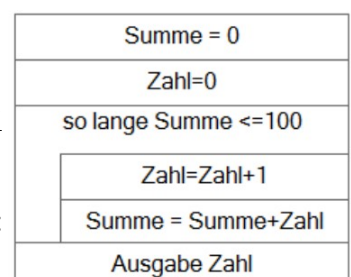 Summe = 0
Zahl=0
so lange Summe <=100
Zahl=Zahl+1
Summe = Summe+Zahl
Ausgabe Zahl